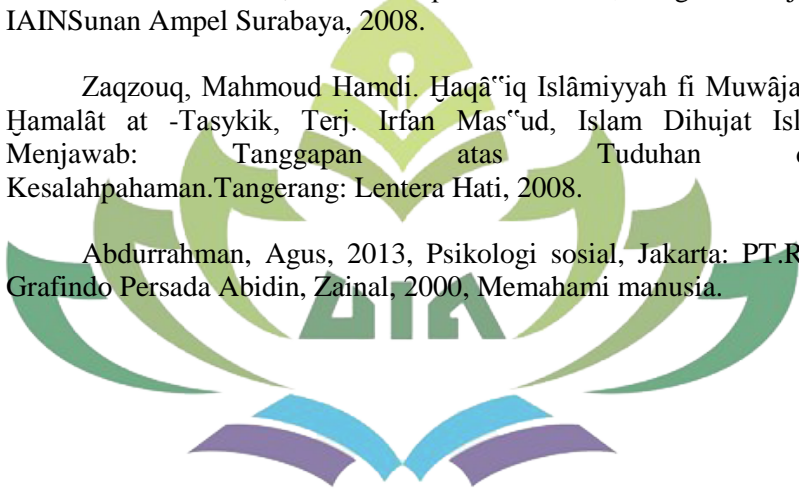 IAINSunan Ampel Surabaya, 2008.
Zaqzouq, Mahmoud Hamdi. Ḫaqâ‟iq Islâmiyyah fi Muwâja
Ḫamalât at -Tasykik, Terj. Irfan Mas‟ud, Islam Dihujat Isl
Menjawab: Tanggapan atas Tuduhan
Kesalahpahaman.Tangerang: Lentera Hati, 2008.
Abdurrahman, Agus, 2013, Psikologi sosial, Jakarta: PT.R
Grafindo Persada Abidin, Zainal, 2000, Memahami manusia.